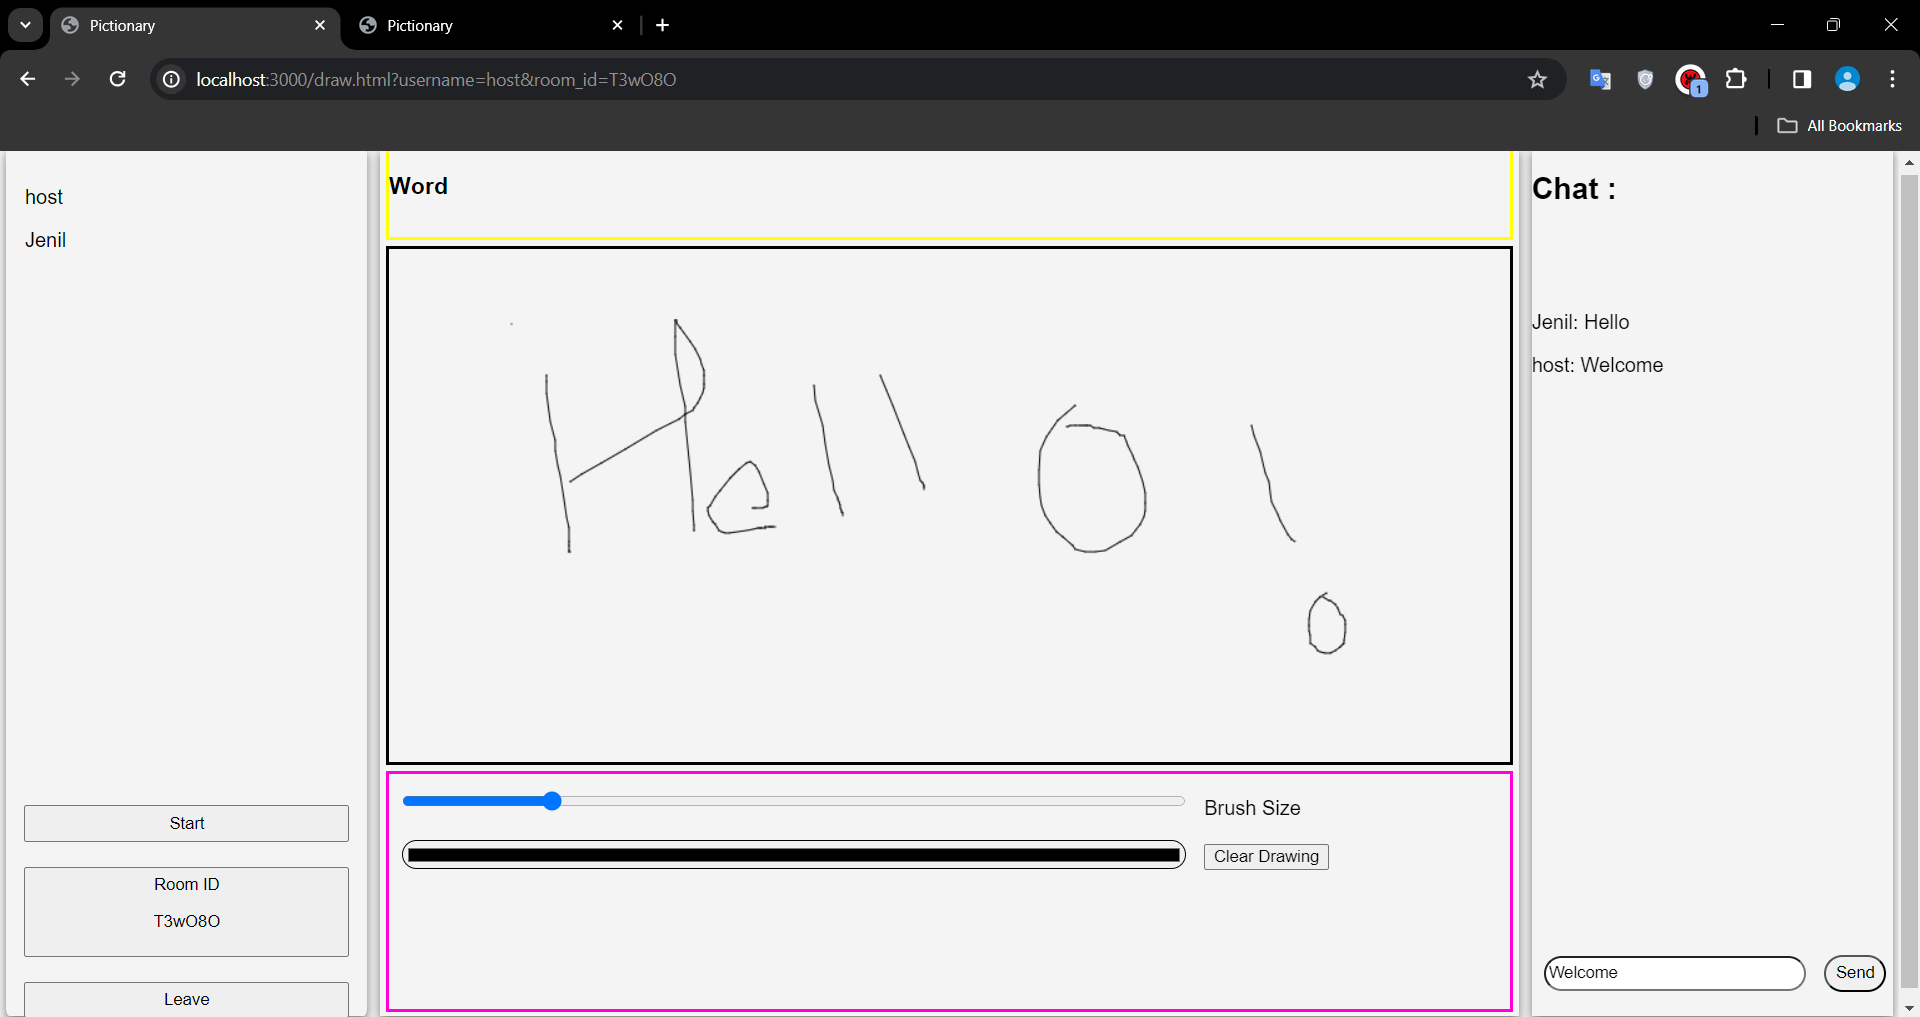 Pictionary
Pictionary
localhost:3000/draw.html?username=host&room_id=T3wO8O
1
All Bookmarks
host
Jenil
Start
Room ID
T3wO8O
Leave
Word
Hello!
Brush Size
Clear Drawing
Chat :
Jenil: Hello
host: Welcome
Welcome
Send